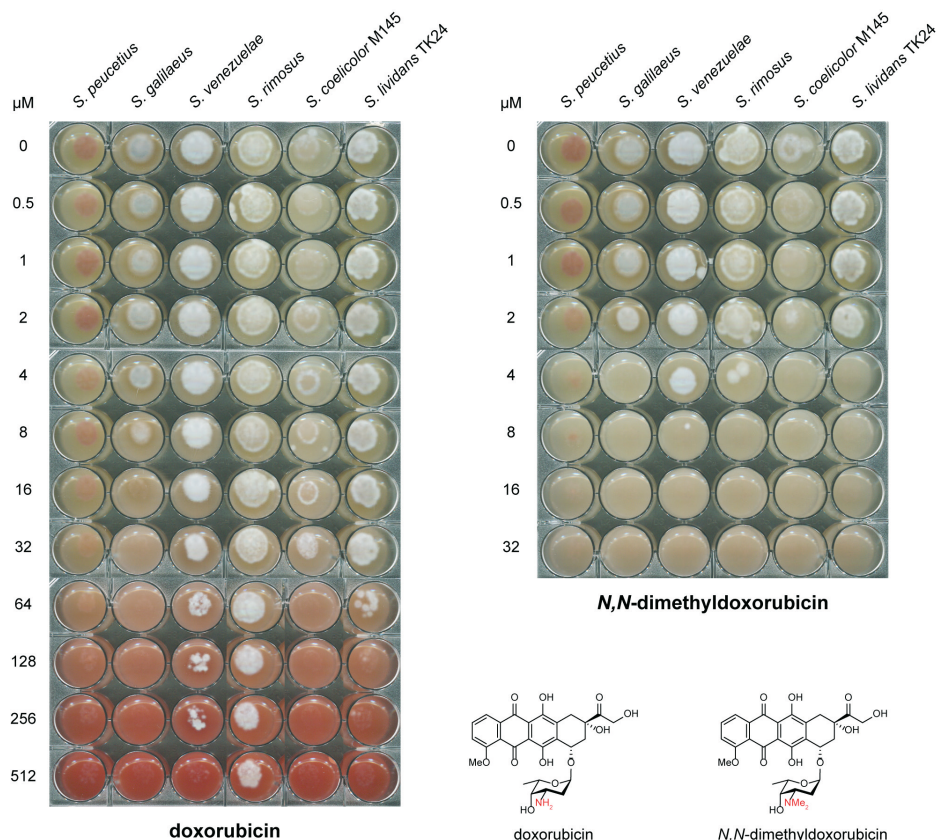 S. peucetius S. galilaeus S. venezuelae S. rimosus S. coelicolor M145 S. lividans TK24
µM
0
0.5
1
2
4
8
16
32
64
128
256
512
doxorubicin
S. peucetius S. galilaeus S. venezuelae S. rimosus S. coelicolor M145 S. lividans TK24
µM
0
0.5
1
2
4
8
16
32
N,N-dimethyldoxorubicin
O OH O
OH
OH
MeO O OH O
O
NH2
HO
doxorubicin
O OH O
OH
OH
MeO O OH O
O
NMe2
HO
N,N-dimethyldoxorubicin